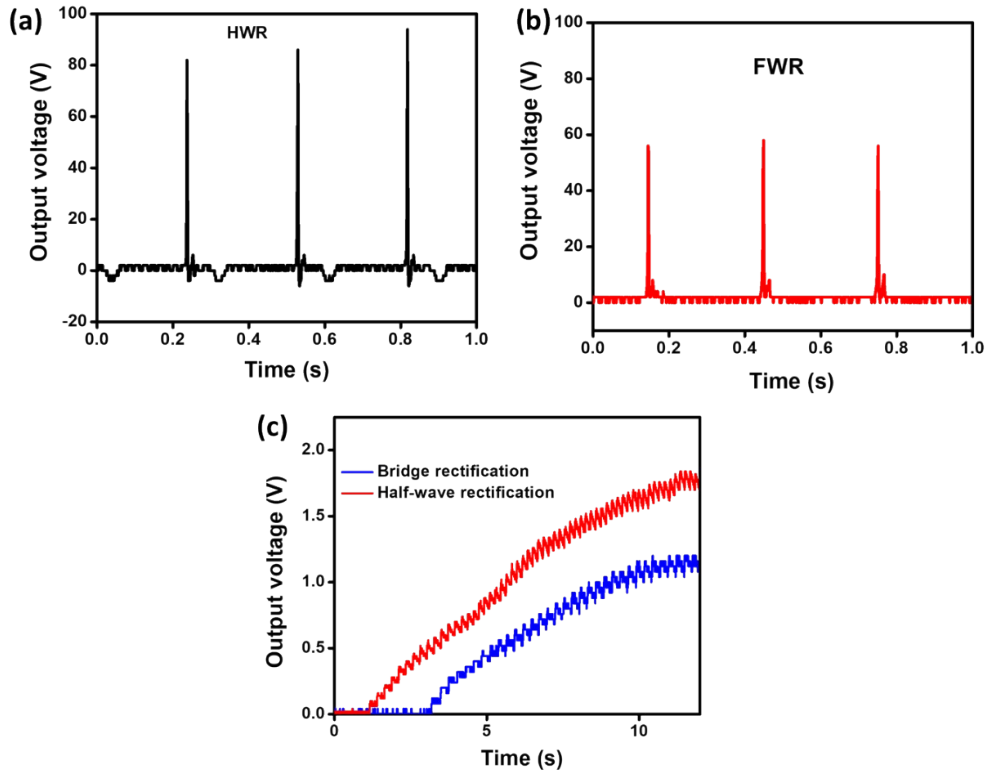 (a)
HWR
100
80
60
40
20
0
-20
Output voltage (V)
0.0 0.2 0.4 0.6 0.8 1.0
Time (s)
(b)
FWR
100
80
60
40
20
0
Output voltage (V)
0.0 0.2 0.4 0.6 0.8 1.0
Time (s)
(c)
Bridge rectification
Half-wave rectification
2.0
1.5
1.0
0.5
0.0
Output voltage (V)
0 5 10
Time (s)